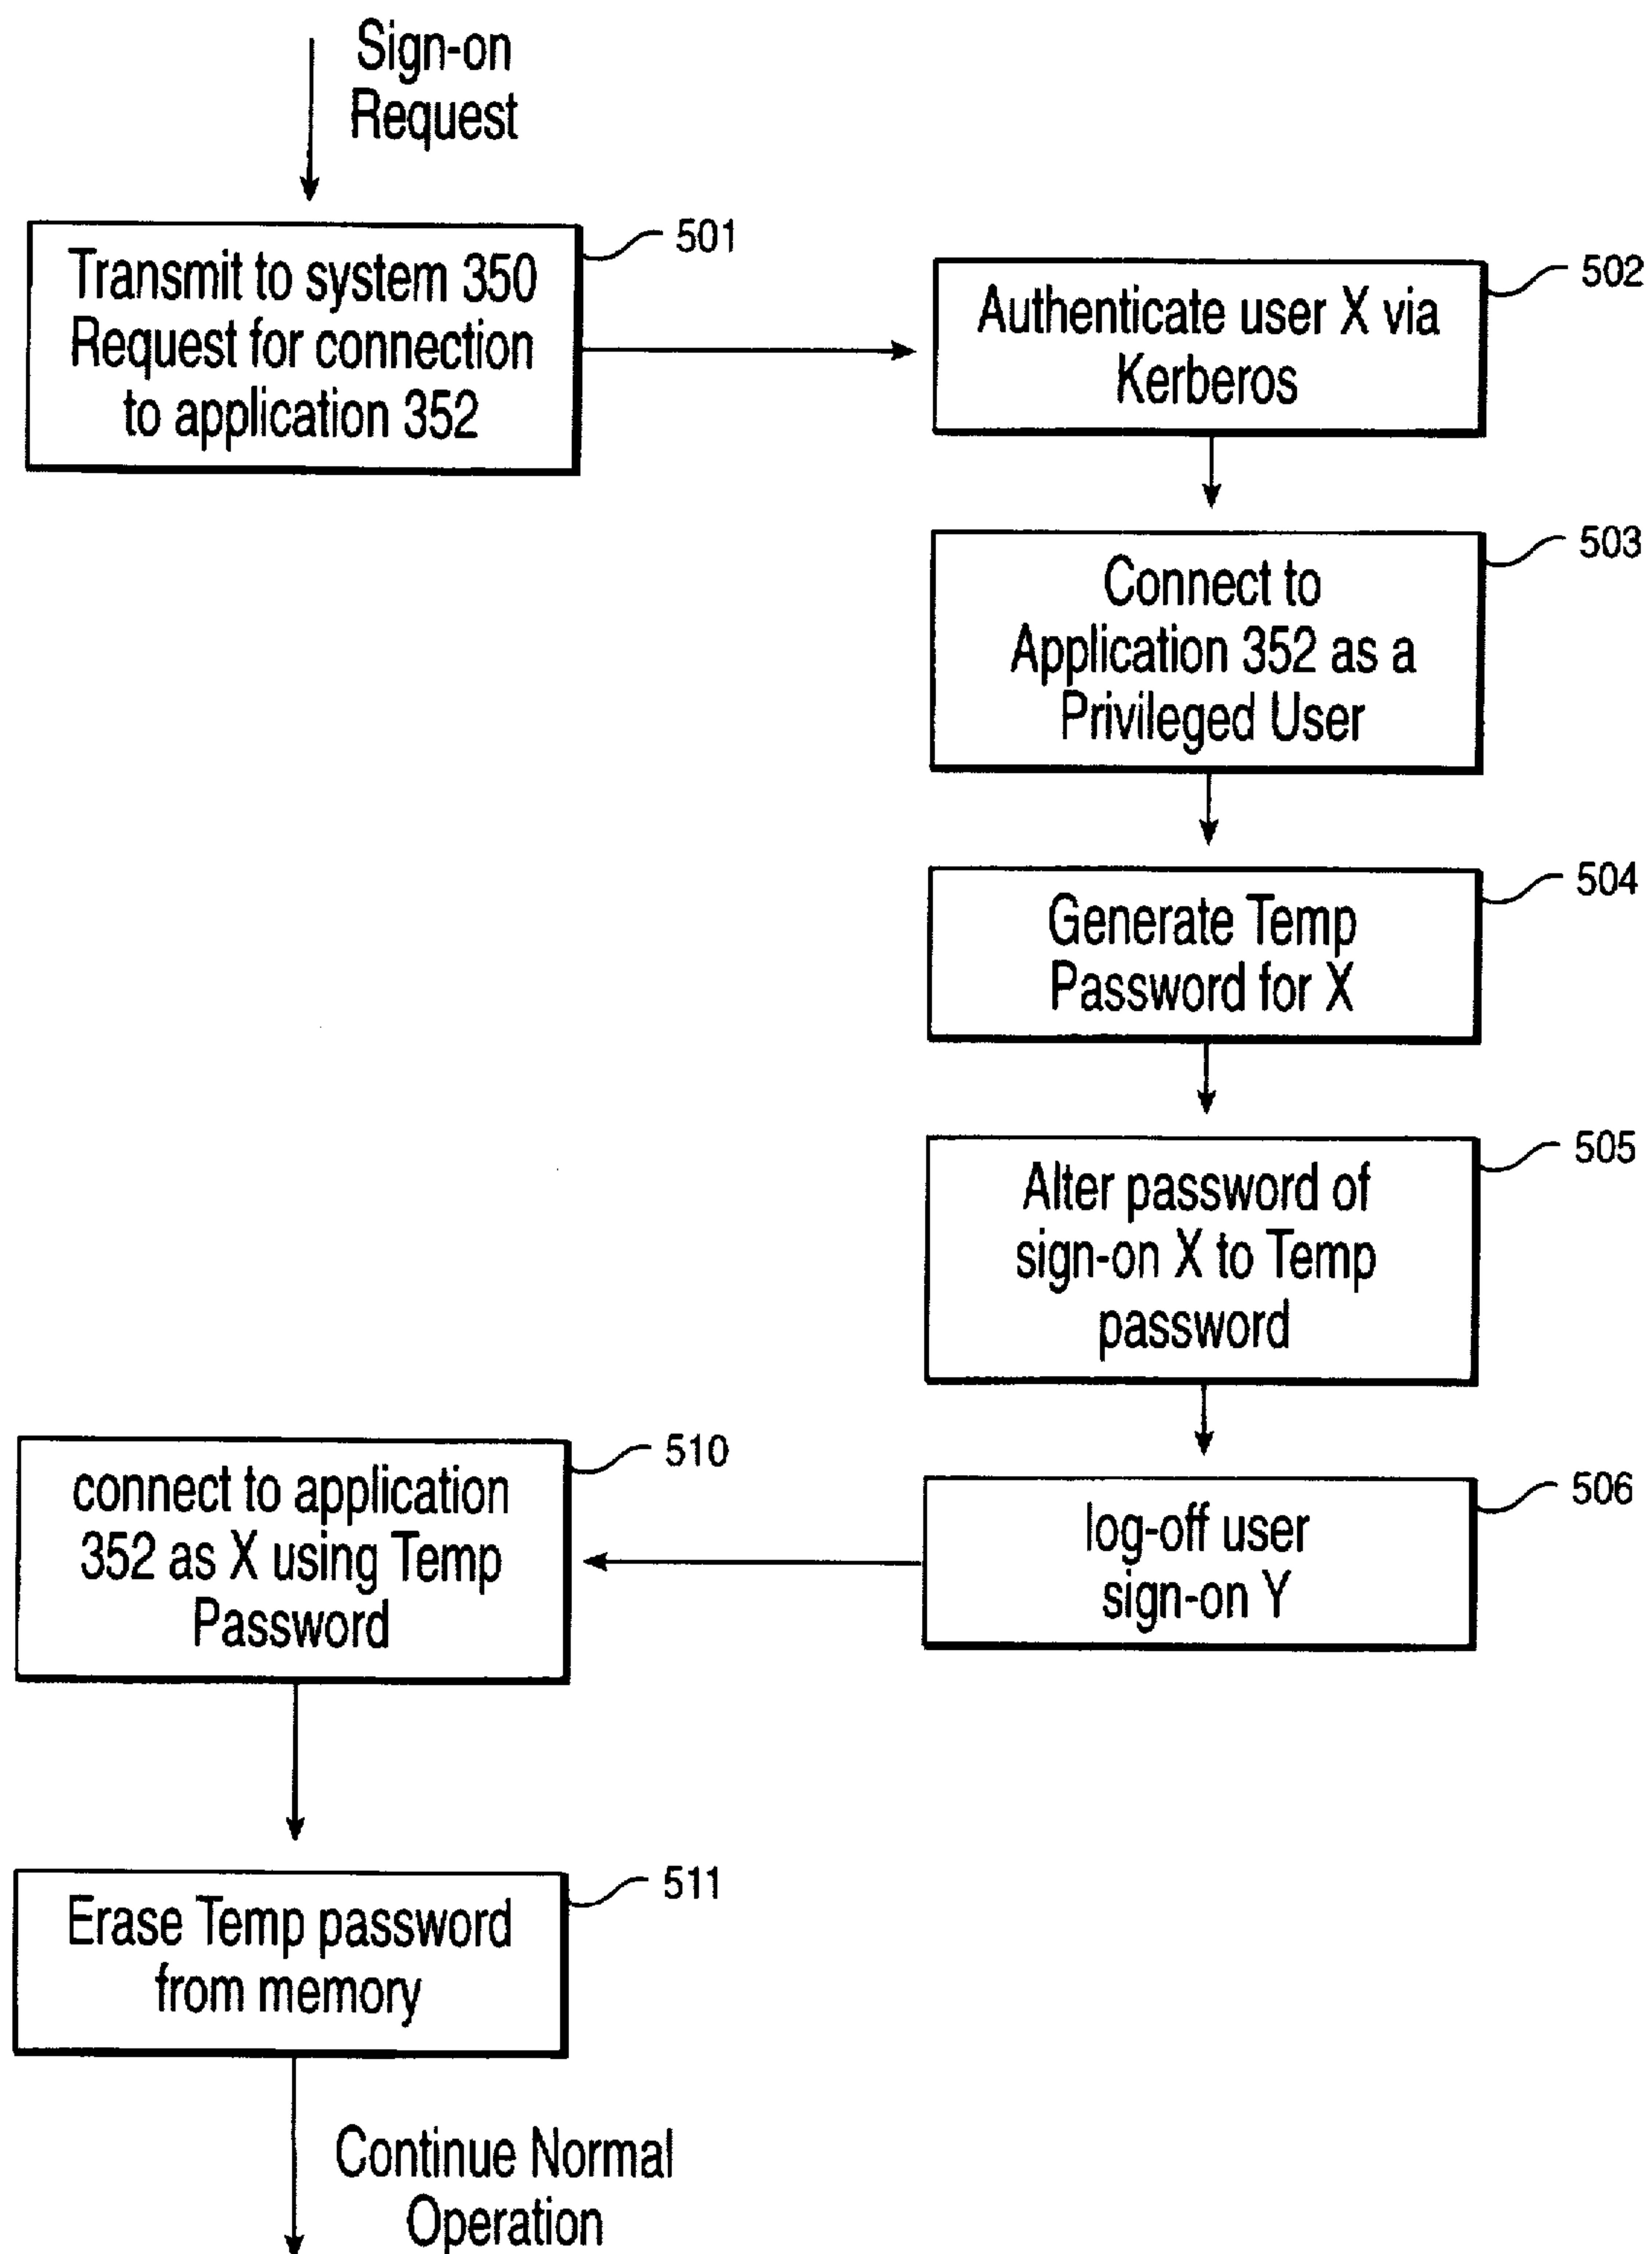 Sign-on
Request
501
Transmit to system 350
Request for connection
to application 352
502
Authenticate user X via
Kerberos
503
Connect to
Application 352 as a
Privileged User
504
Generate Temp
Password for X
505
Alter password of
sign-on X to Temp
password
506
log-off user
sign-on Y
510
connect to application
352 as X using Temp
Password
511
Erase Temp password
from memory
Continue Normal
Operation